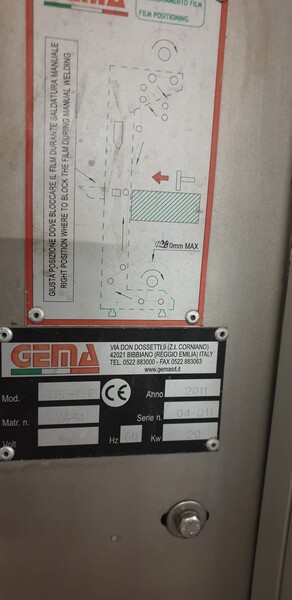 GEMA
FILM POSITIONING
GIUSTA POSIZIONE DOVE BLOCCARE IL FILM DURANTE SALDATURA MANUALE
RIGHT POSITION WHERE TO BLOCK THE FILM DURING MANUAL WELDING
mm MAX
GEMA
VIA DON DOSSETTI,9 (Z.I. CORNIANO)
42021 BIBBIANO (REGGIO EMILIA) ITALY
TEL. 0522 883000 - FAX 0522 883063
www.gemasrl.it
Mod. CE Anno 2011
Matr. n. Serie n. 04-011
Volt Hz Kw